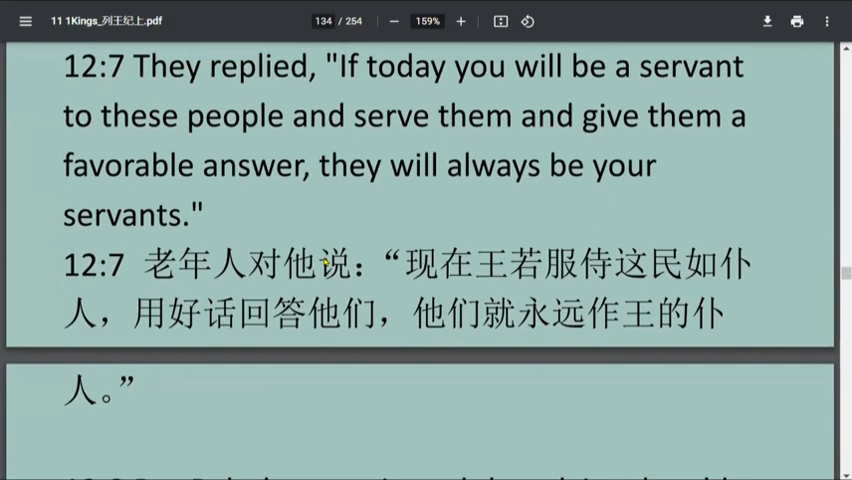 11 1Kings_列王纪上.pdf
134 / 254
159%
12:7 They replied, "If today you will be a servant
to these people and serve them and give them a
favorable answer, they will always be your
servants."
12:7 老年人对他说：“现在王若服侍这民如仆
人，用好话回答他们，他们就永远作王的仆
人。”